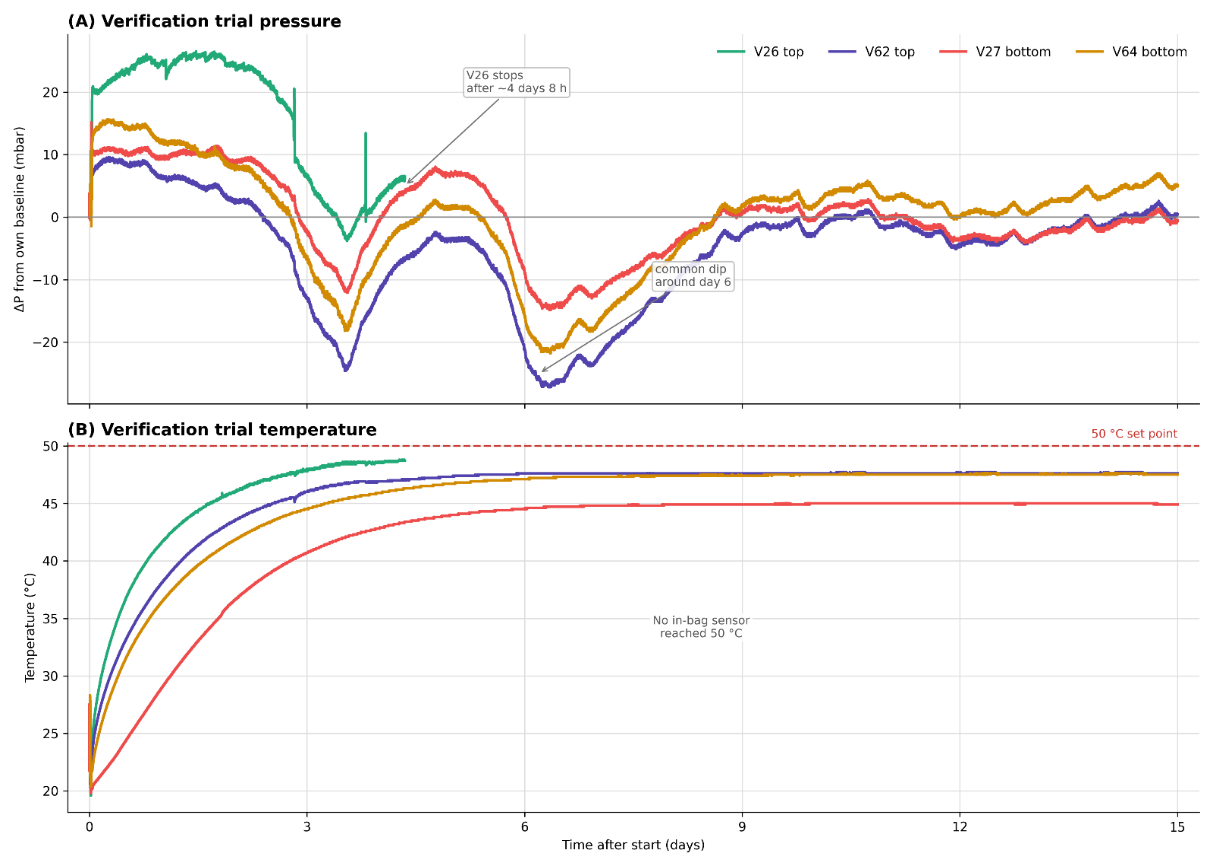 (A) Verification trial pressure
V26 top
V62 top
V27 bottom
V64 bottom
V26 stops
after ~4 days 8 h
common dip
around day 6
ΔP from own baseline (mbar)
20
10
0
−10
−20
(B) Verification trial temperature
50 °C set point
No in-bag sensor
reached 50 °C
Temperature (°C)
50
45
40
35
30
25
20
0
3
6
9
12
15
Time after start (days)